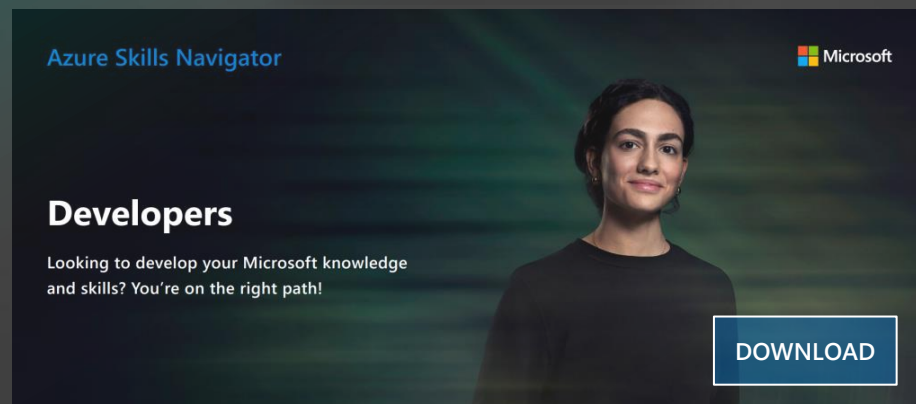 Azure Skills Navigator
Microsoft
Developers
Looking to develop your Microsoft knowledge
and skills? You're on the right path!
DOWNLOAD